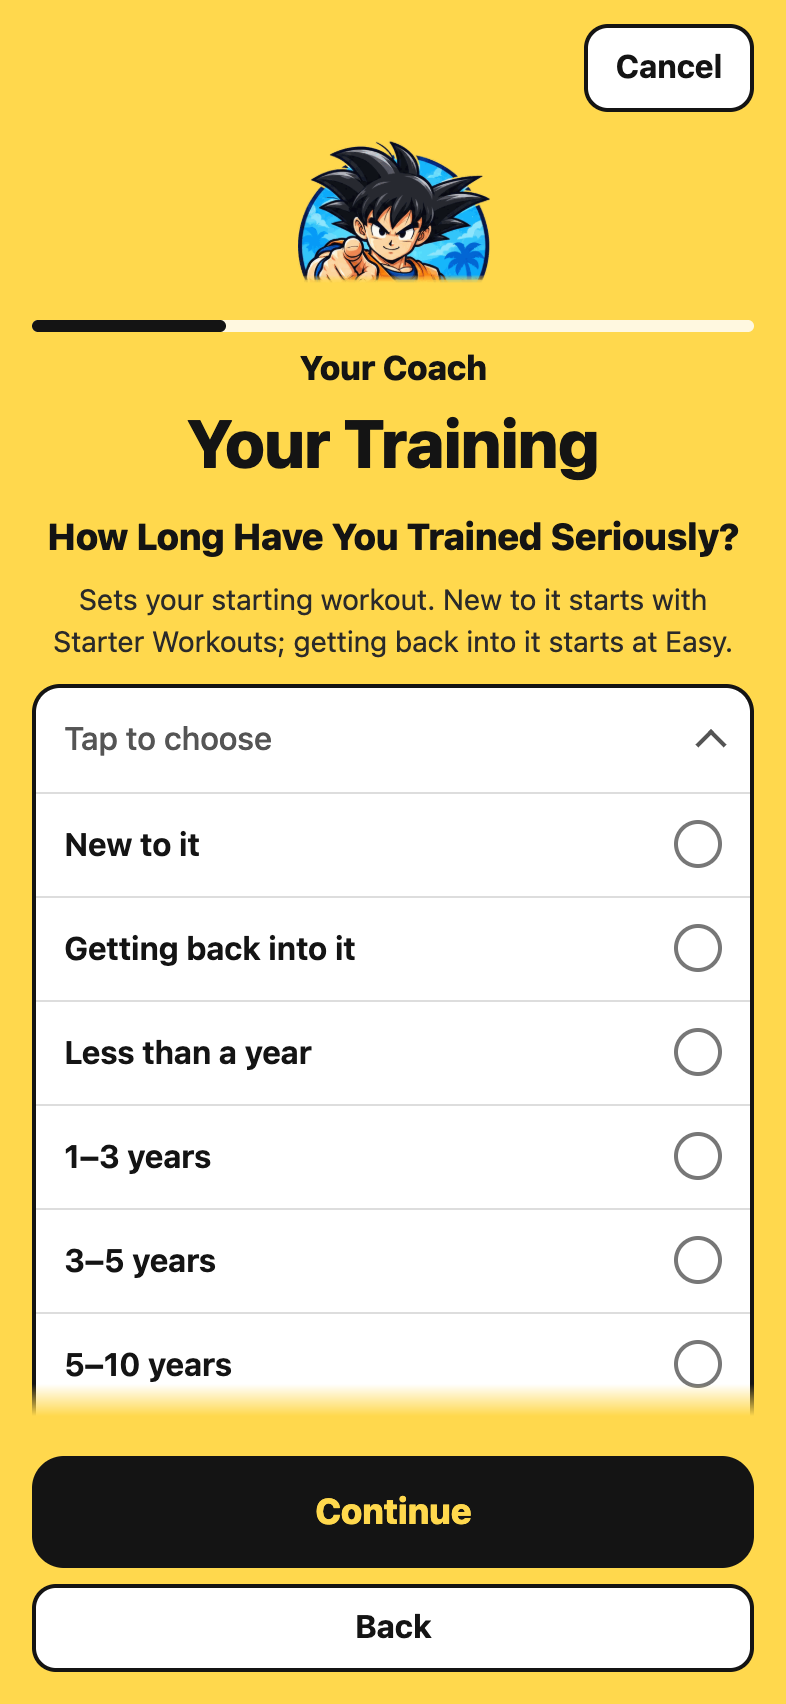 Cancel
Your Coach
Your Training
How Long Have You Trained Seriously?
Sets your starting workout. New to it starts with
Starter Workouts; getting back into it starts at Easy.
Tap to choose
New to it
Getting back into it
Less than a year
1–3 years
3–5 years
5–10 years
Continue
Back